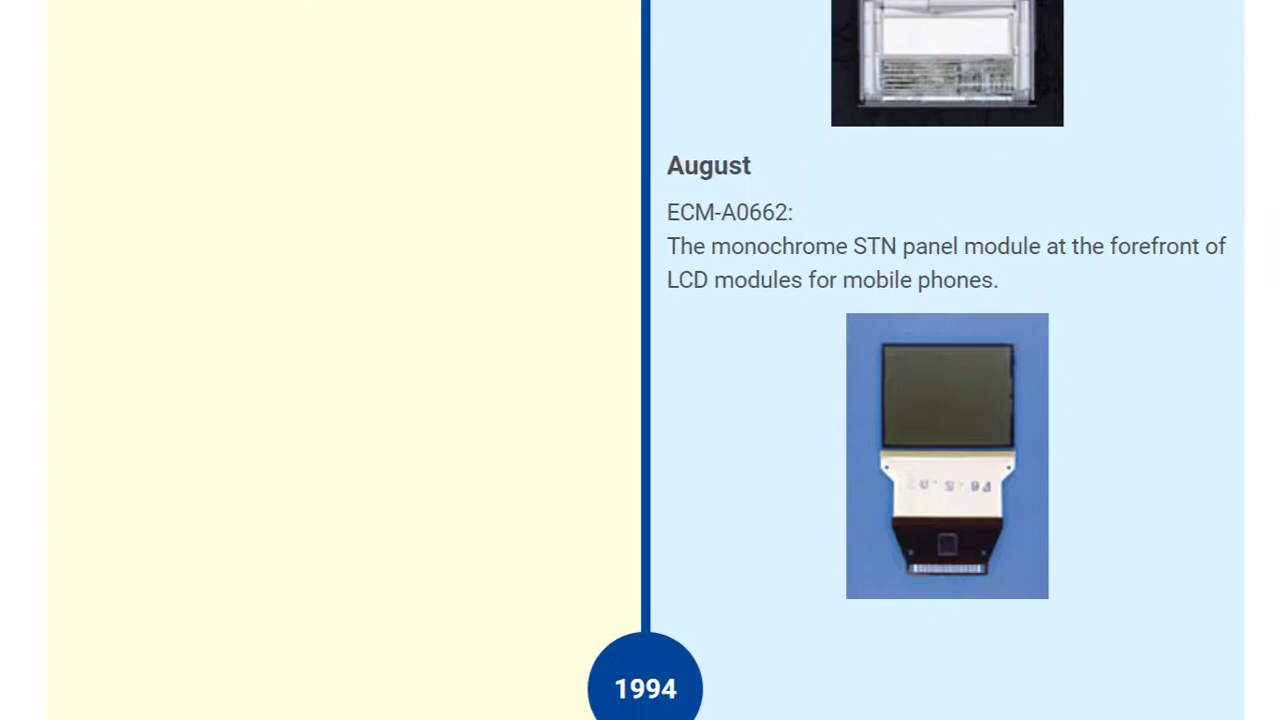 August
ECM-A0662:
The monochrome STN panel module at the forefront of
LCD modules for mobile phones.
1994